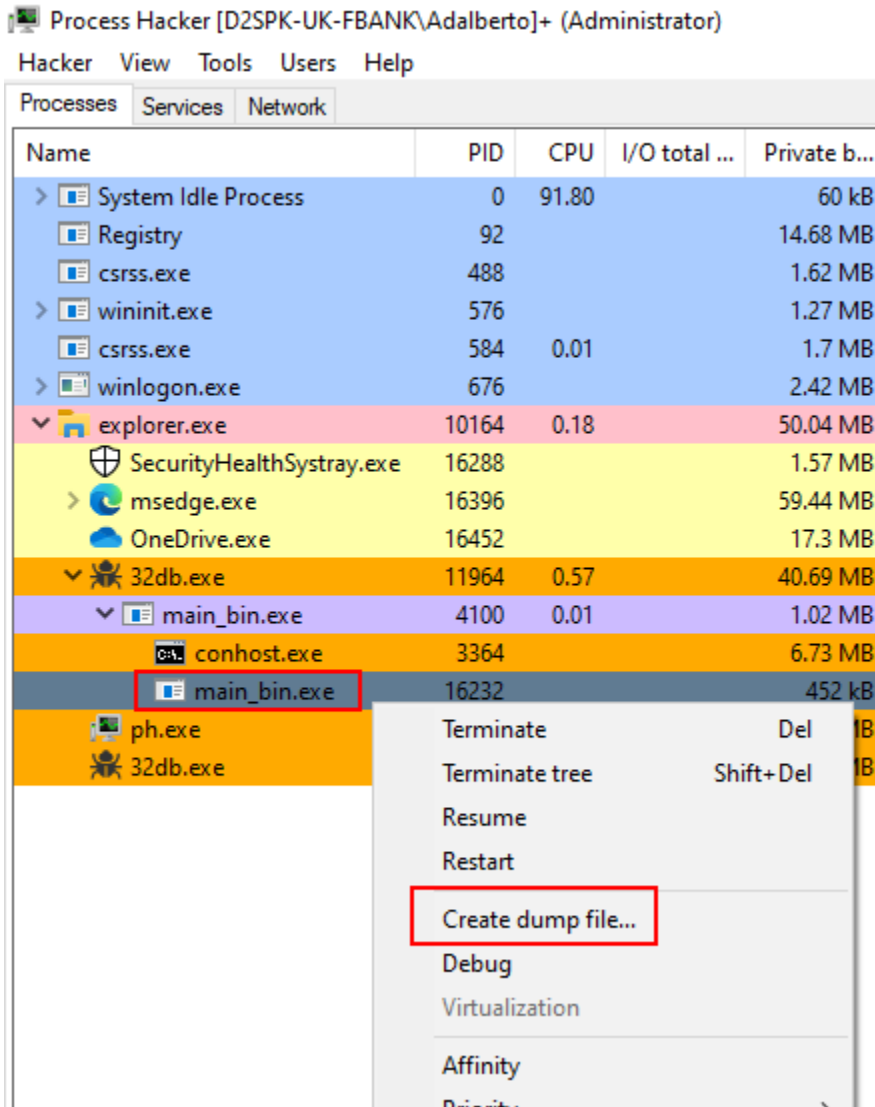 Process Hacker [D2SPK-UK-FBANK\Adalberto]+ (Administrator)
Hacker View Tools Users Help
Processes Services Network
Name PID CPU I/O total ... Private b...
System Idle Process 0 91.80 60 kB
Registry 92 14.68 MB
csrss.exe 488 1.62 MB
wininit.exe 576 1.27 MB
csrss.exe 584 0.01 1.7 MB
winlogon.exe 676 2.42 MB
explorer.exe 10164 0.18 50.04 MB
SecurityHealthSystray.exe 16288 1.57 MB
msedge.exe 16396 59.44 MB
OneDrive.exe 16452 17.3 MB
32db.exe 11964 0.57 40.69 MB
main_bin.exe 4100 0.01 1.02 MB
conhost.exe 3364 6.73 MB
main_bin.exe 16232 452 kB
ph.exe
32db.exe
Terminate Del
Terminate tree Shift+Del
Resume
Restart
Create dump file...
Debug
Virtualization
Affinity
Priority